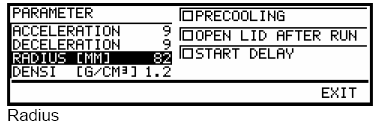 PARAMETER
ACCELERATION 9
DECELERATION 9
RADIUS [MM] 82
DENSI [G/CM³] 1.2
PRECOOLING
OPEN LID AFTER RUN
START DELAY
EXIT
Radius